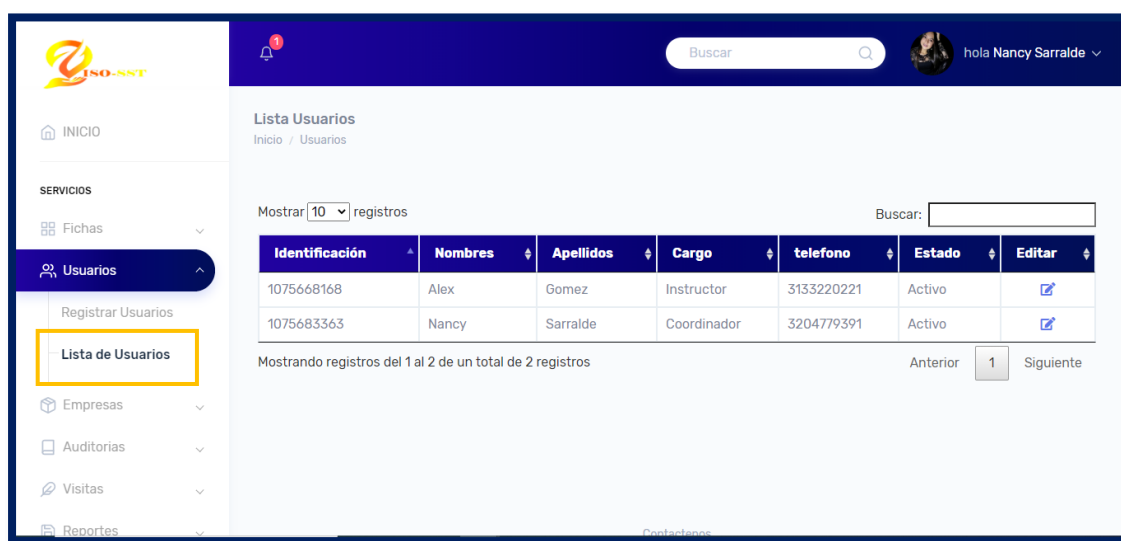 ISO-SST
1
Buscar
hola Nancy Sarralde
INICIO
SERVICIOS
Fichas
Usuarios
Registrar Usuarios
Lista de Usuarios
Empresas
Auditorias
Visitas
Reportes
Lista Usuarios
Inicio / Usuarios
Mostrar 10 registros
Buscar:
Identificación Nombres Apellidos Cargo telefono Estado Editar
1075668168 Alex Gomez Instructor 3133220221 Activo
1075683363 Nancy Sarralde Coordinador 3204779391 Activo
Mostrando registros del 1 al 2 de un total de 2 registros
Anterior 1 Siguiente
Contactenos